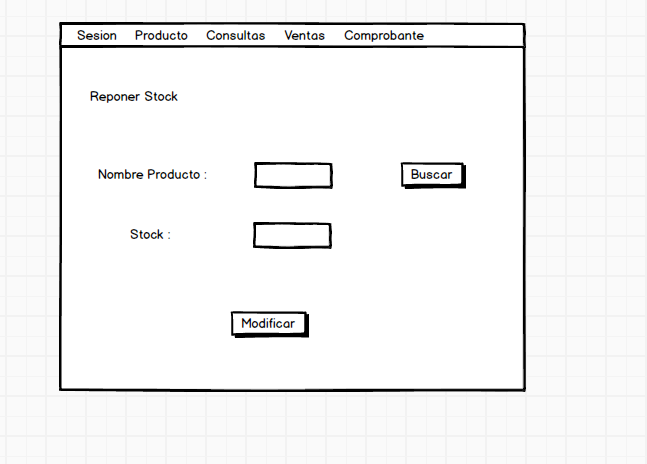 Sesion Producto Consultas Ventas Comprobante
Reponer Stock
Nombre Producto : Buscar
Stock :
Modificar